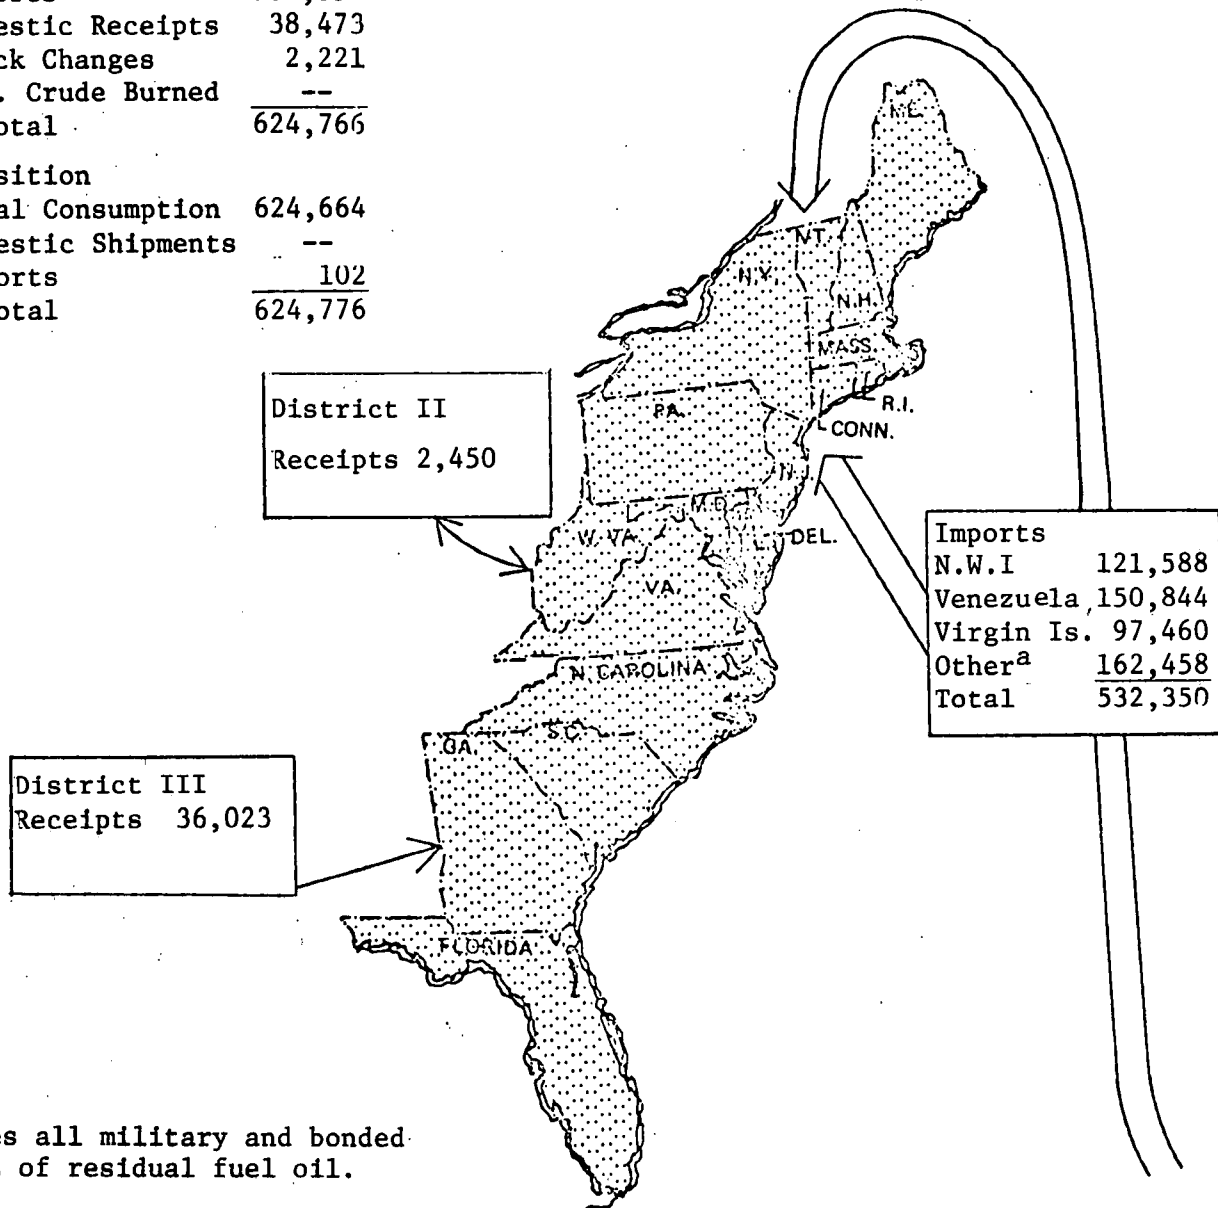 estic Receipts 38,473
ck Changes 2,221
. Crude Burned --
otal 624,766
sition
al Consumption 624,664
estic Shipments --
orts 102
otal 624,776
ME.
VT.
N.Y.
N.H.
MASS.
R.I.
CONN.
District II
Receipts 2,450
PA.
N.
M.D.
DEL.
W. VA.
VA.
Imports
N.W.I 121,588
Venezuela 150,844
Virgin Is. 97,460
Otherª 162,458
Total 532,350
N. CAROLINA
S.C.
GA.
District III
Receipts 36,023
FLORIDA
s all military and bonded
of residual fuel oil.